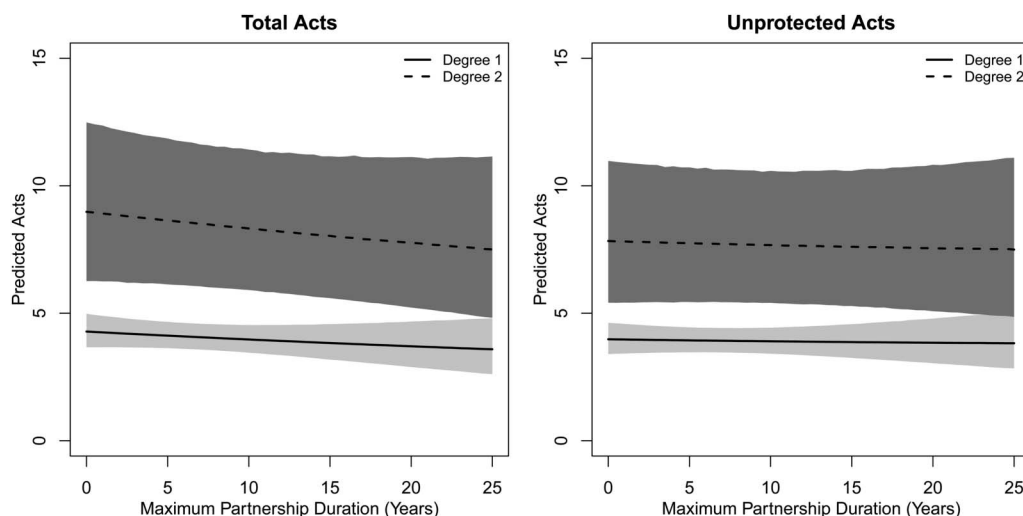 Total Acts
Predicted Acts
15
10
5
0
Degree 1
Degree 2
0 5 10 15 20 25
Maximum Partnership Duration (Years)
Unprotected Acts
Predicted Acts
15
10
5
0
Degree 1
Degree 2
0 5 10 15 20 25
Maximum Partnership Duration (Years)